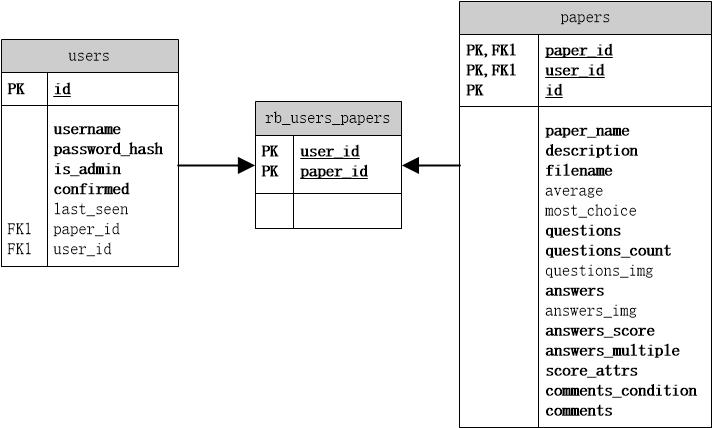 users
PK id
username
password_hash
is_admin
confirmed
last_seen
FK1 paper_id
FK1 user_id
rb_users_papers
PK user_id
PK paper_id
papers
PK,FK1 paper_id
PK,FK1 user_id
PK id
paper_name
description
filename
average
most_choice
questions
questions_count
questions_img
answers
answers_img
answers_score
answers_multiple
score_attrs
comments_condition
comments